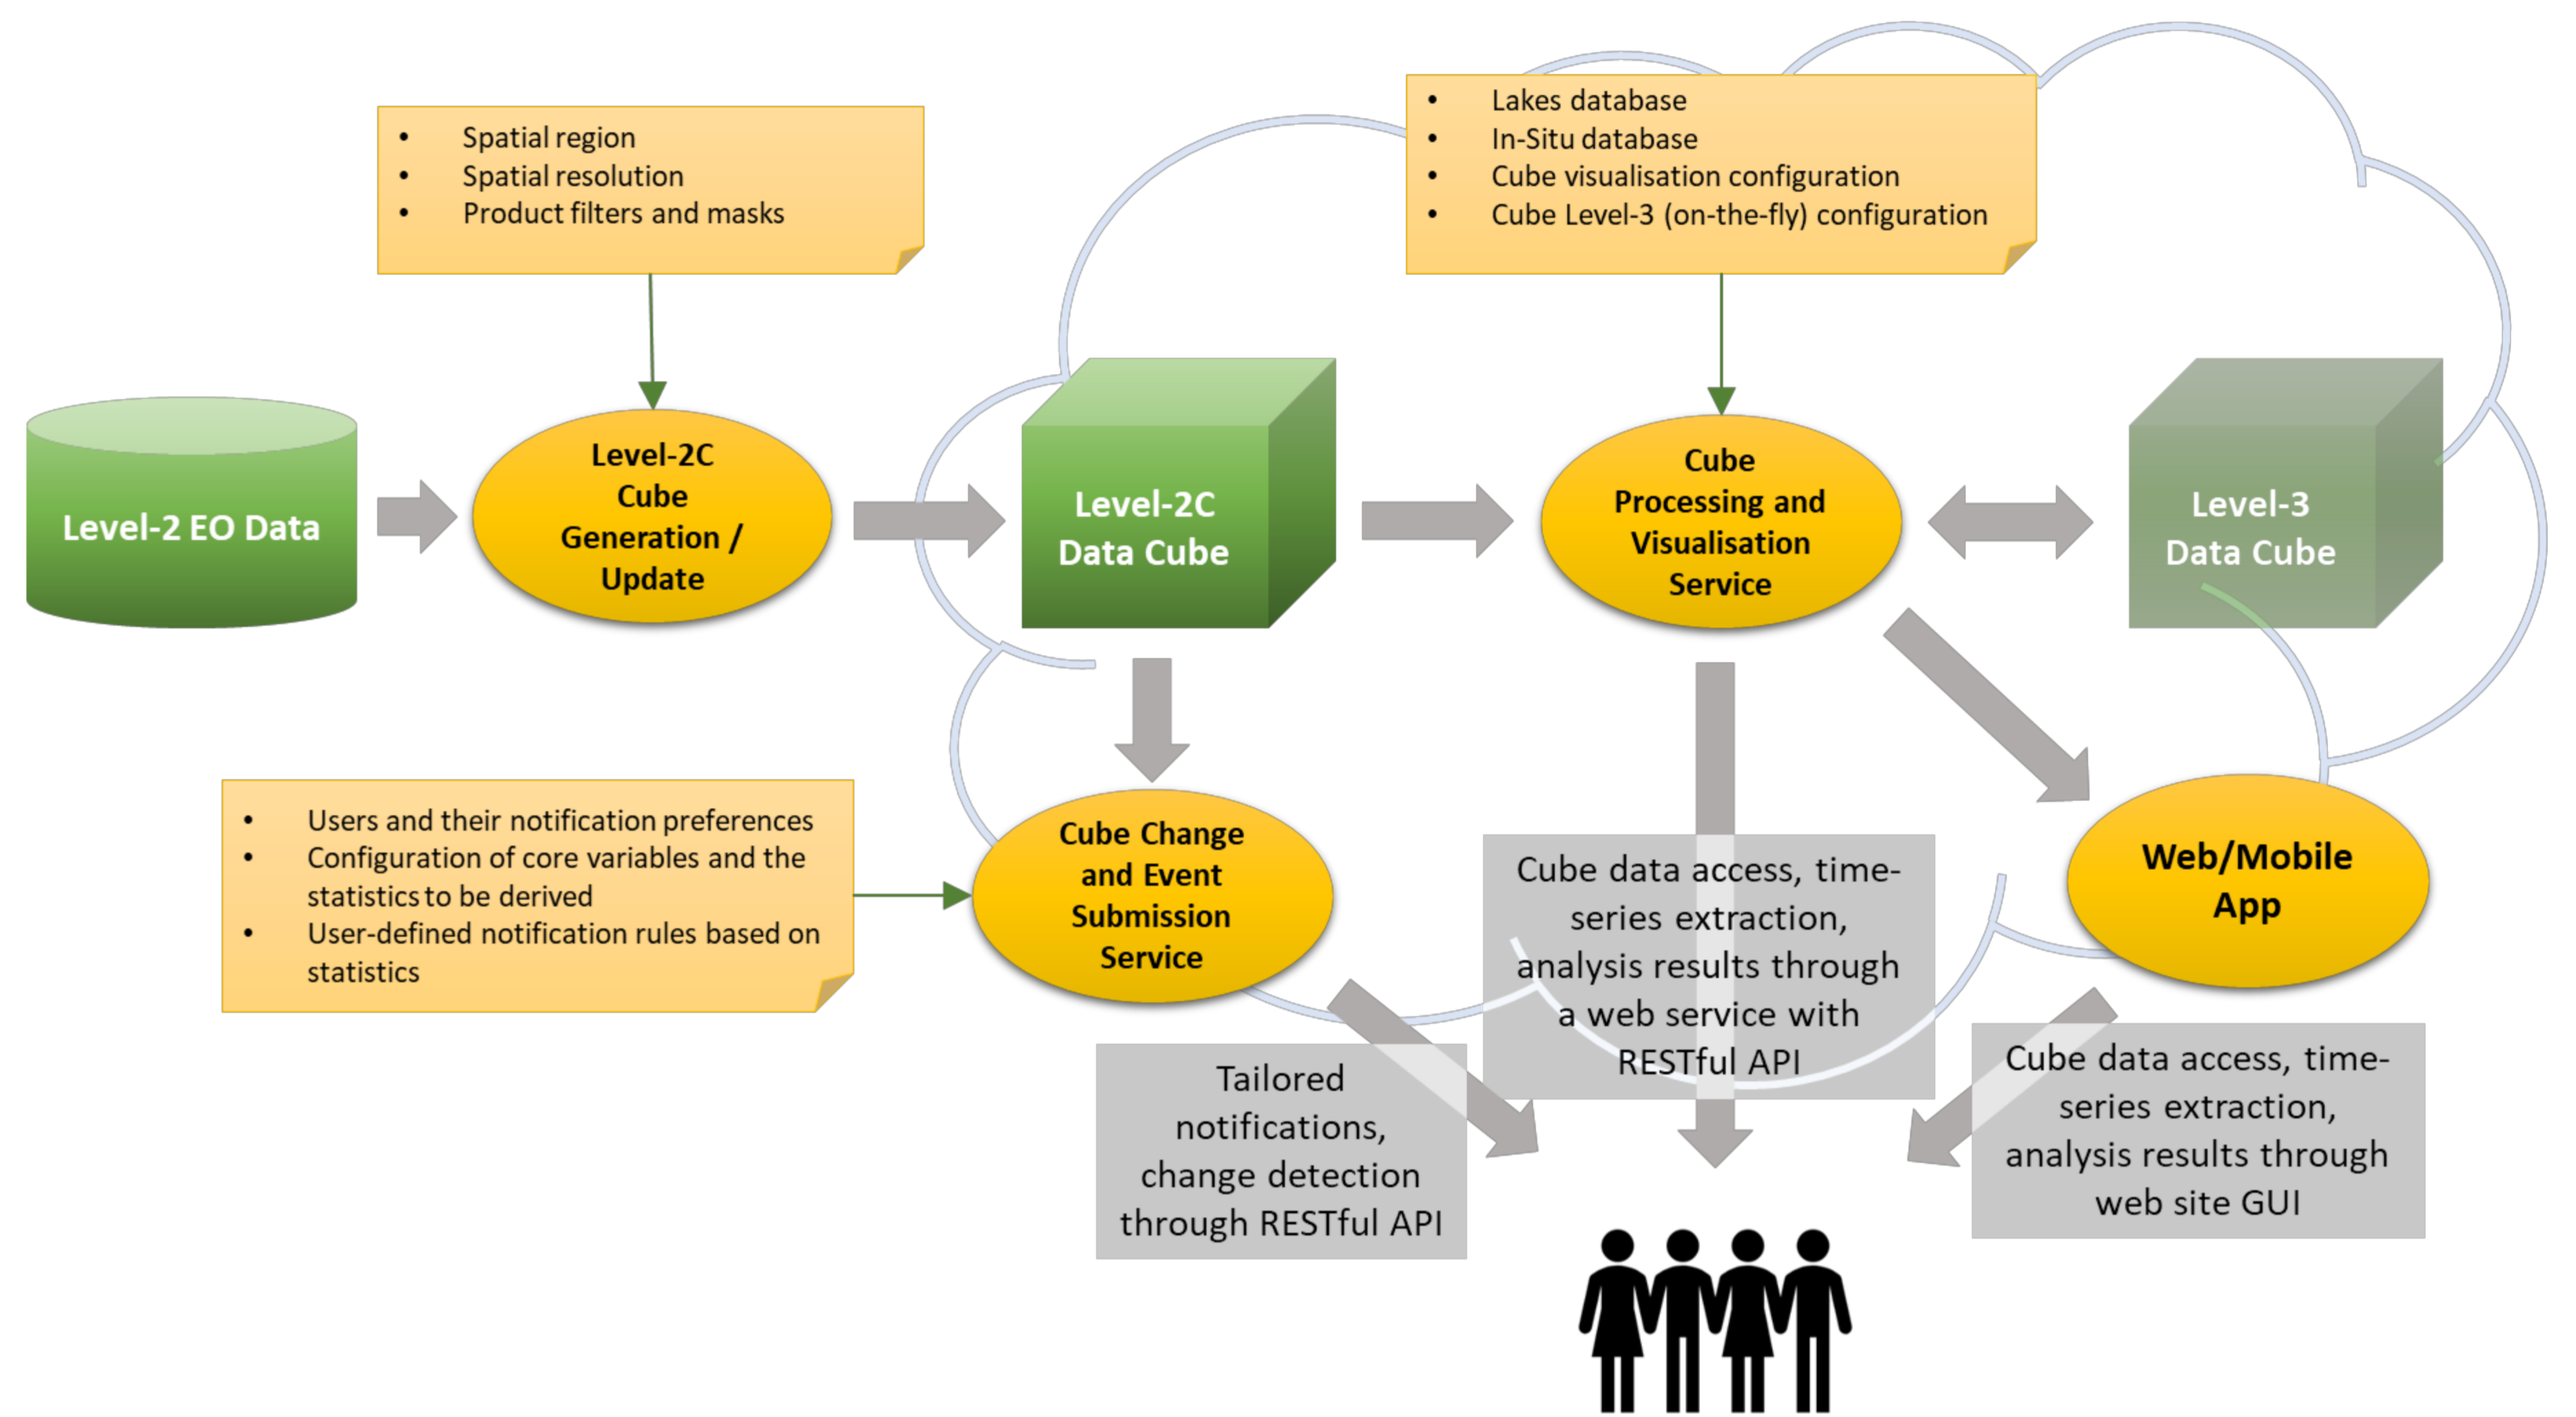 • Spatial region
• Spatial resolution
• Product filters and masks
• Lakes database
• In-Situ database
• Cube visualisation configuration
• Cube Level-3 (on-the-fly) configuration
Level-2 EO Data
Level-2C
Cube
Generation /
Update
Level-2C
Data Cube
Cube
Processing and
Visualisation
Service
Level-3
Data Cube
• Users and their notification preferences
• Configuration of core variables and the
statistics to be derived
• User-defined notification rules based on
statistics
Cube Change
and Event
Submission
Service
Cube data access, time-
series extraction,
analysis results through
a web service with
RESTful API
Web/Mobile
App
Tailored
notifications,
change detection
through RESTful API
Cube data access, time-
series extraction,
analysis results through
web site GUI